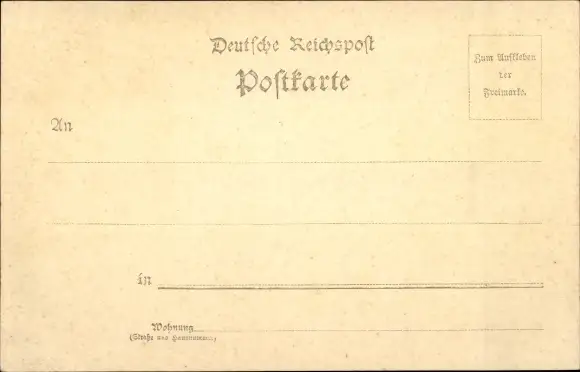 Deutsche Reichspost
Postkarte
Zum Aufkleben
der
Freimarke.
An
in
Wohnung
(Straße und Hausnummer)